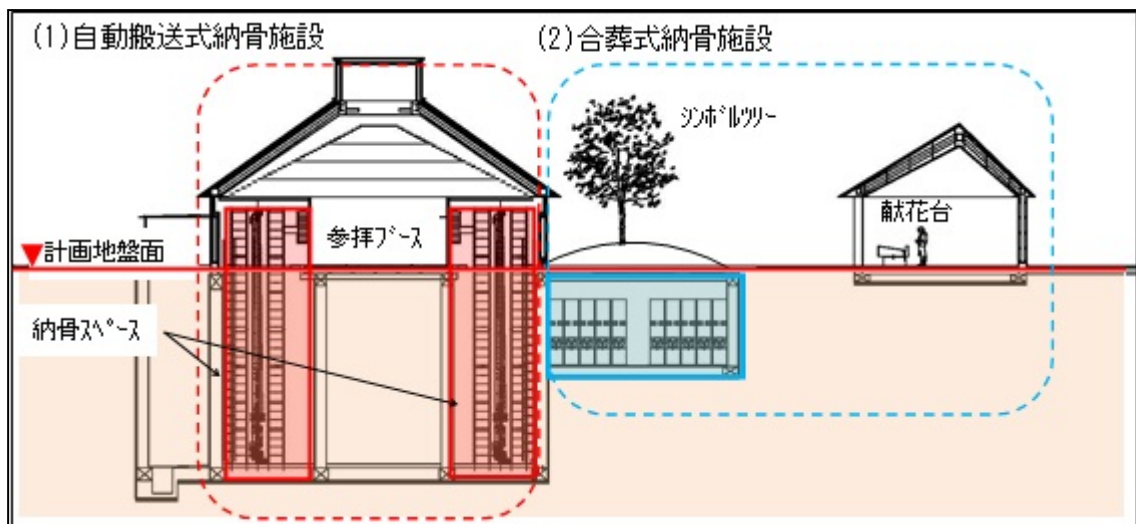 (1)自動搬送式納骨施設
(2)合葬式納骨施設
ｼﾝﾎﾞﾙﾂﾘｰ
参拝ﾌﾞｰｽ
献花台
▼計画地盤面
納骨ｽﾍﾟｰｽ